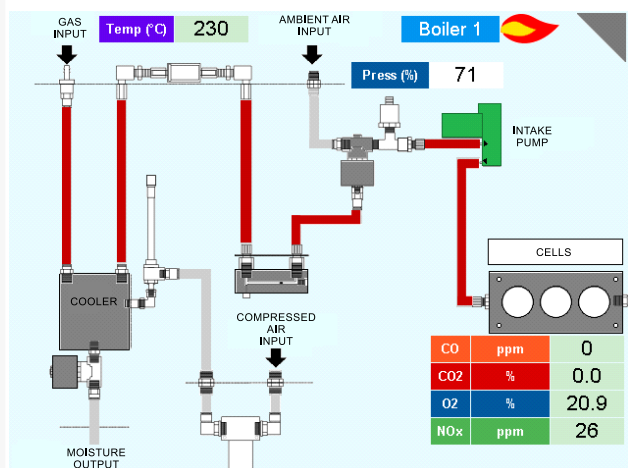 GAS
INPUT
Temp (°C) 230
AMBIENT AIR
INPUT
Boiler 1
Press (%) 71
INTAKE
PUMP
CELLS
COOLER
COMPRESSED
AIR
INPUT
CO ppm 0
CO2 % 0.0
O2 % 20.9
NOx ppm 26
MOISTURE
OUTPUT